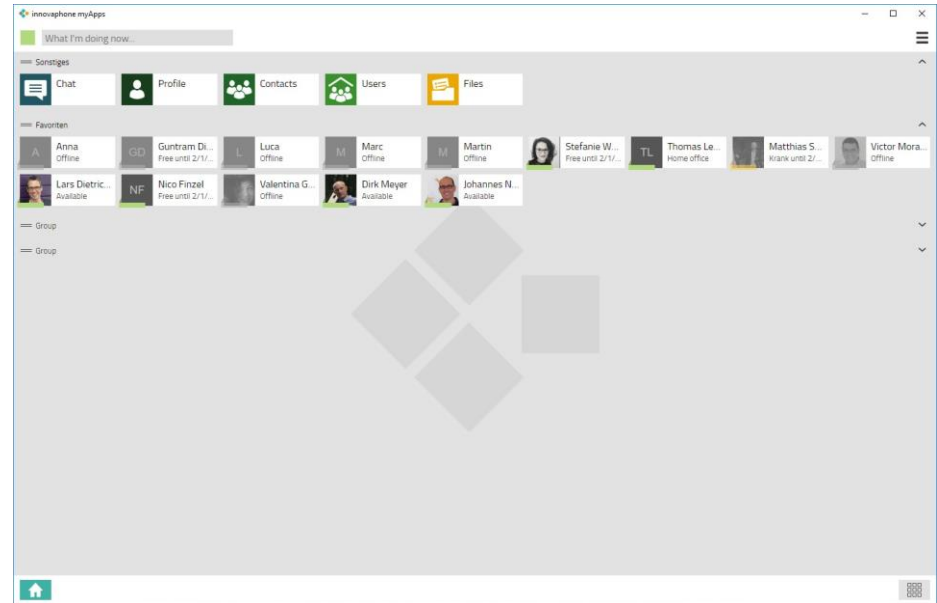 innovaphone myApps
What I'm doing now...
Sonstiges
Chat
Profile
Contacts
Users
Files
Favoriten
A
Anna
Offline
GD
Guntram Di...
Free until 2/1/...
L
Luca
Offline
M
Marc
Offline
M
Martin
Offline
Stefanie W...
Free until 2/1/...
TL
Thomas Le...
Home office
Matthias S...
Krank until 2/...
Victor Mora...
Offline
Lars Dietric...
Available
NF
Nico Finzel
Free until 2/1/...
Valentina G...
Offline
Dirk Meyer
Available
Johannes N...
Available
Group
Group